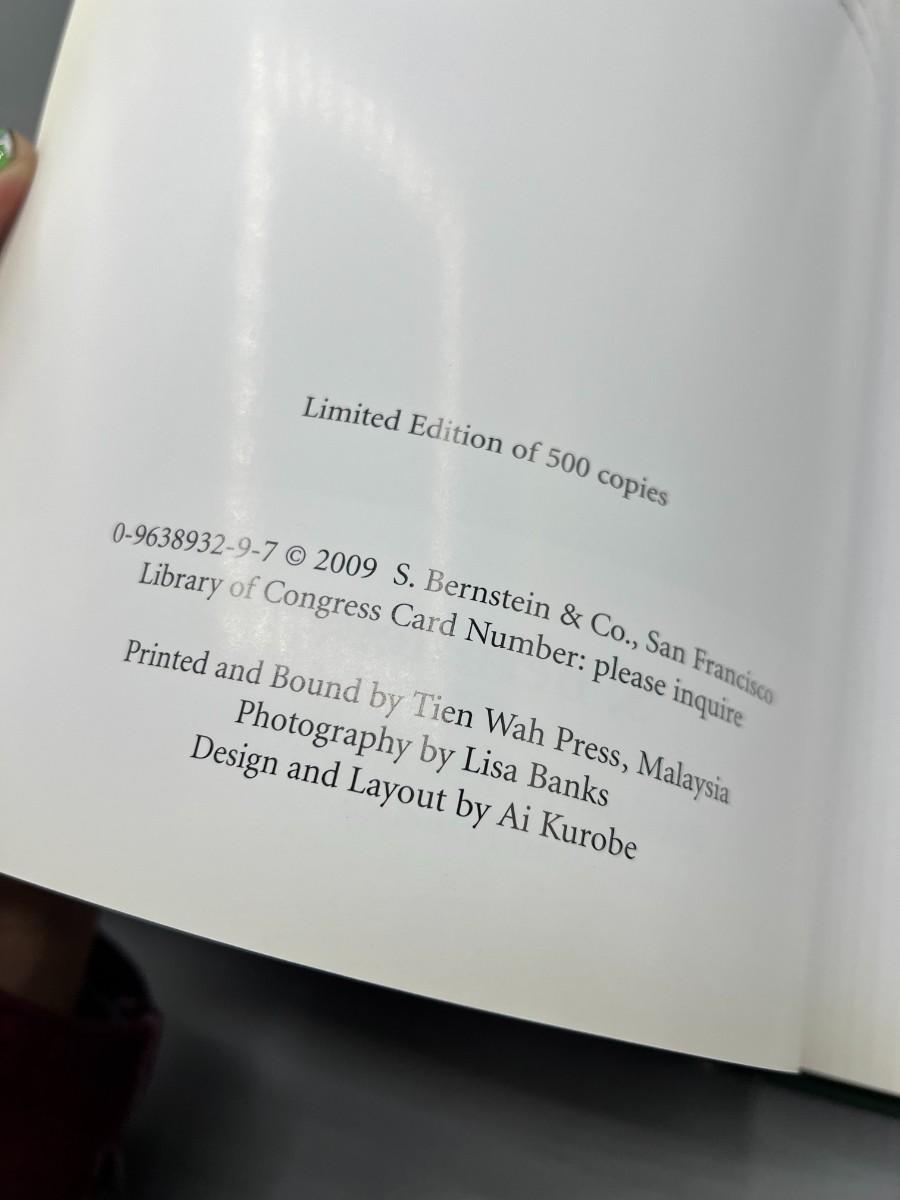 Limited Edition of 500 copies
0-9638932-9-7 © 2009 S. Bernstein & Co., San Francisco
Library of Congress Card Number: please inquire
Printed and Bound by Tien Wah Press, Malaysia
Photography by Lisa Banks
Design and Layout by Ai Kurobe